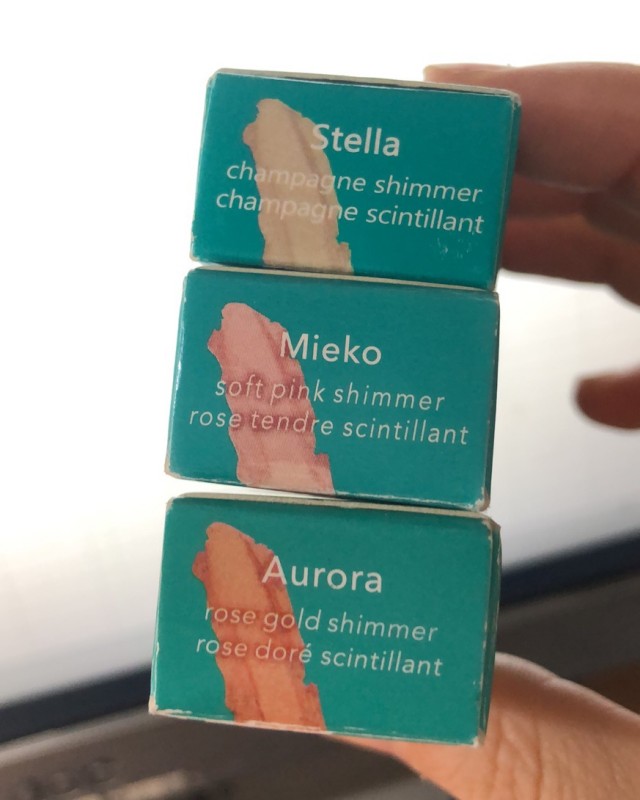 Stella
champagne shimmer
champagne scintillant
Mieko
soft pink shimmer
rose tendre scintillant
Aurora
rose gold shimmer
rose doré scintillant